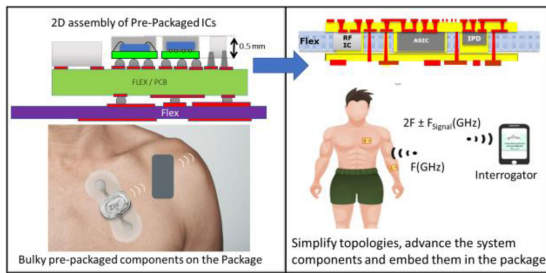 2D assembly of Pre-Packaged ICs
0.5 mm
FLEX / PCB
Flex
Bulky pre-packaged components on the Package
Flex
RF
IC
ASIC
IPD
2F ± FSignal(GHz)
F(GHz)
Interrogator
Simplify topologies, advance the system
components and embed them in the package